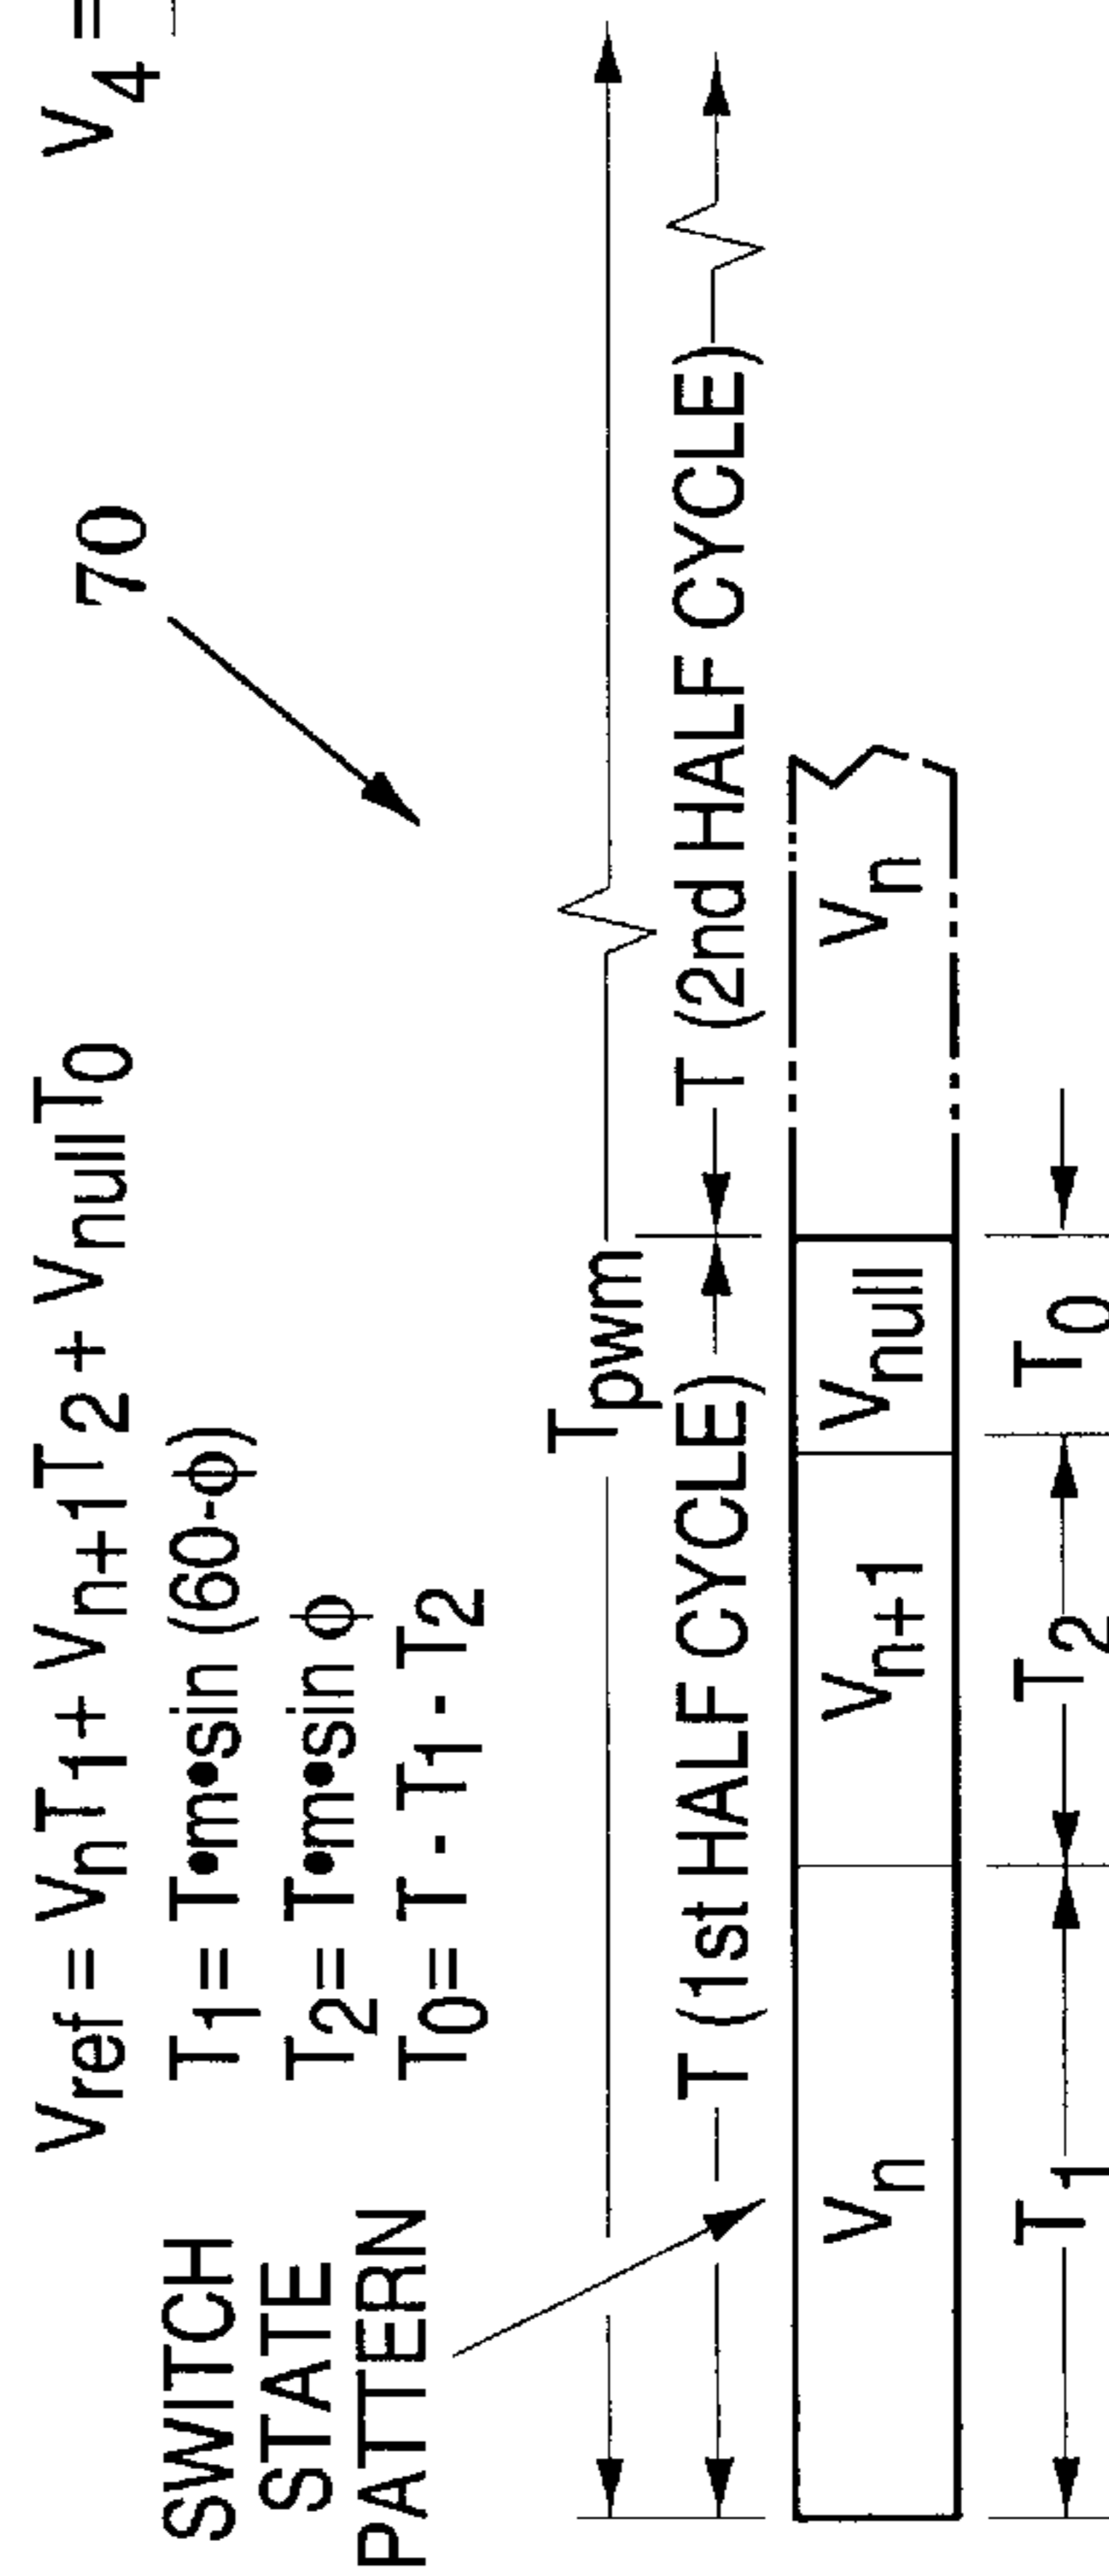 V4 =
Vref = VnT1 + Vn+1T2 + VnullT0
T1 = T•m•sin (60-ϕ)
T2 = T•m•sin ϕ
T0 = T - T1 - T2
70
SWITCH
STATE
PATTERN
Tpwm
T (1st HALF CYCLE)
T (2nd HALF CYCLE)
Vn
Vn+1
Vnull
Vn
T1
T2
T0